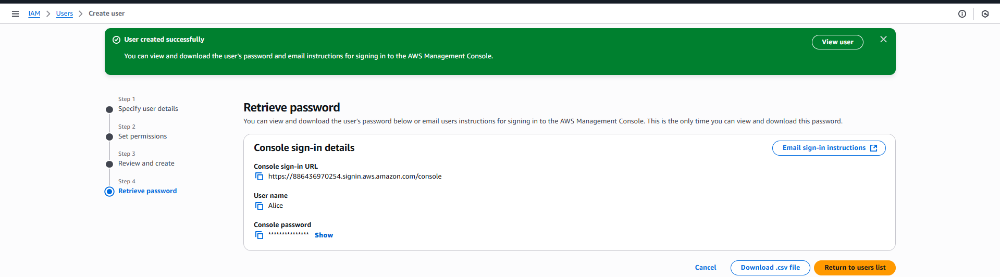 IAM > Users > Create user
User created successfully
View user
You can view and download the user's password and email instructions for signing in to the AWS Management Console.
Step 1
Specify user details
Step 2
Set permissions
Step 3
Review and create
Step 4
Retrieve password
Retrieve password
You can view and download the user's password below or email users instructions for signing in to the AWS Management Console. This is the only time you can view and download this password.
Console sign-in details
Email sign-in instructions
Console sign-in URL
https://886436970254.signin.aws.amazon.com/console
User name
Alice
Console password
*************** Show
Cancel
Download .csv file
Return to users list